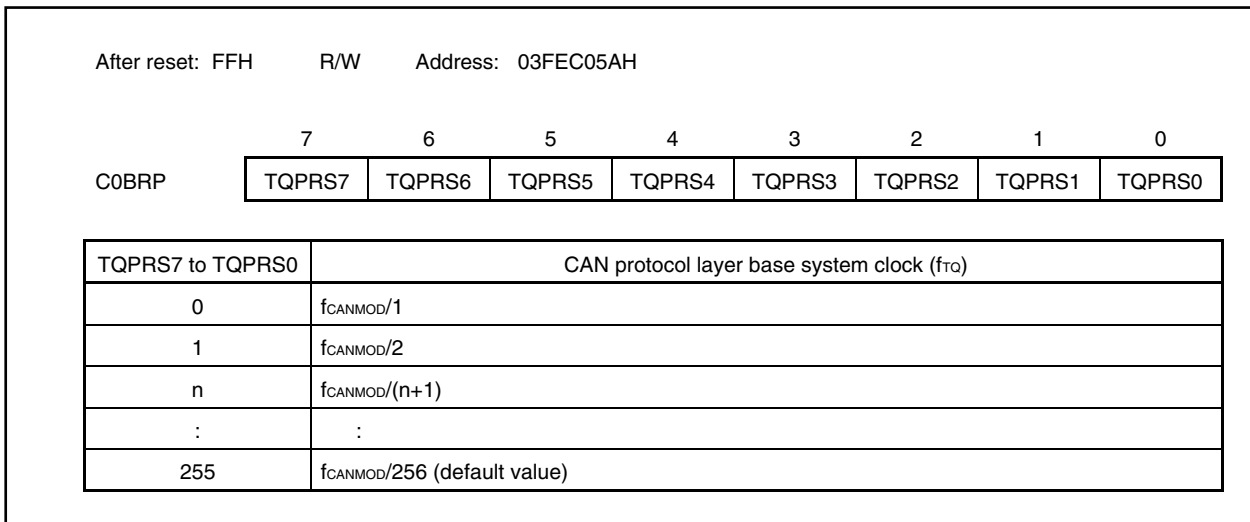 After reset: FFH R/W Address: 03FEC05AH
7 6 5 4 3 2 1 0
C0BRP TQPRS7 TQPRS6 TQPRS5 TQPRS4 TQPRS3 TQPRS2 TQPRS1 TQPRS0
TQPRS7 to TQPRS0 CAN protocol layer base system clock (fTQ)
0 fCANMOD/1
1 fCANMOD/2
n fCANMOD/(n+1)
: :
255 fCANMOD/256 (default value)